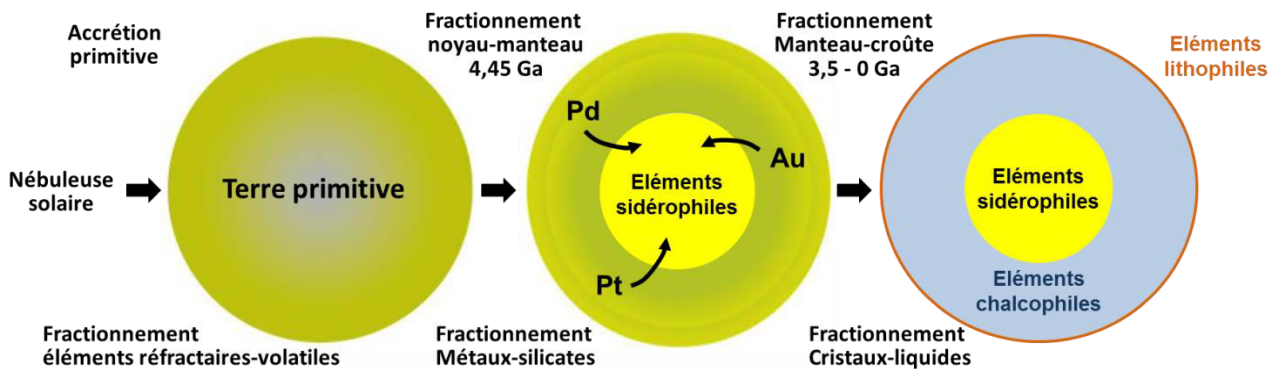 Accrétion
primitive
Nébuleuse
solaire
Terre primitive
Fractionnement
éléments réfractaires-volatiles
Fractionnement
noyau-manteau
4,45 Ga
Pd
Au
Eléments
sidérophiles
Pt
Fractionnement
Métaux-silicates
Fractionnement
Manteau-croûte
3,5 - 0 Ga
Eléments
lithophiles
Eléments
sidérophiles
Eléments
chalcophiles
Fractionnement
Cristaux-liquides